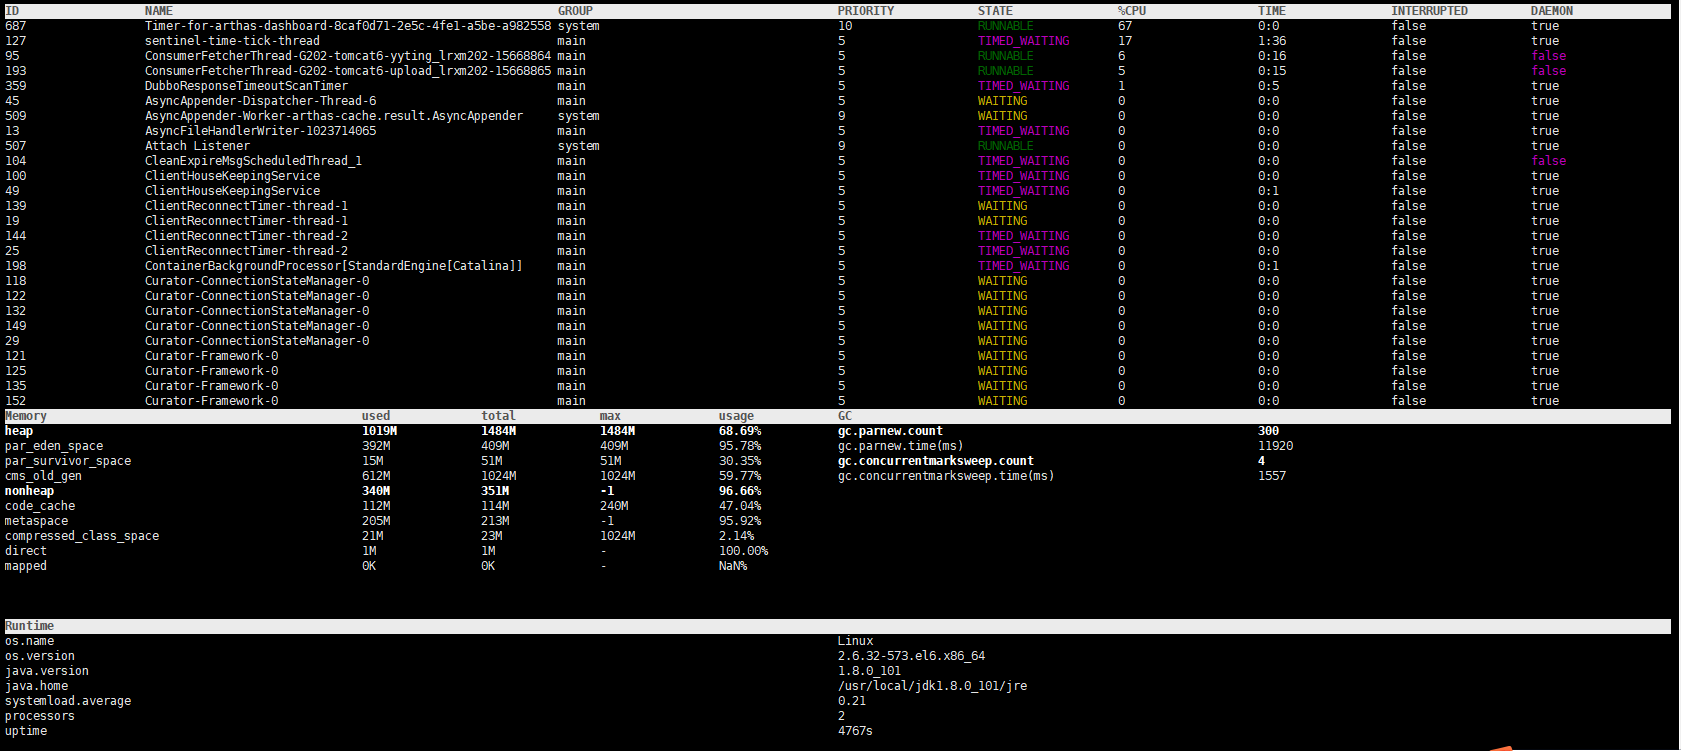 ID NAME GROUP PRIORITY STATE %CPU TIME INTERRUPTED DAEMON
687 Timer-for-arthas-dashboard-8caf0d71-2e5c-4fe1-a5be-a982558 system 10 RUNNABLE 67 0:0 false true
127 sentinel-time-tick-thread main 5 TIMED_WAITING 17 1:36 false true
95 ConsumerFetcherThread-G202-tomcat6-yyting_lrxm202-15668864 main 5 RUNNABLE 6 0:16 false false
193 ConsumerFetcherThread-G202-tomcat6-upload_lrxm202-15668865 main 5 RUNNABLE 5 0:15 false false
359 DubboResponseTimeoutScanTimer main 5 TIMED_WAITING 1 0:5 false true
45 AsyncAppender-Dispatcher-Thread-6 main 5 WAITING 0 0:0 false true
509 AsyncAppender-Worker-arthas-cache.result.AsyncAppender system 9 WAITING 0 0:0 false true
13 AsyncFileHandlerWriter-1023714065 main 5 TIMED_WAITING 0 0:0 false true
507 Attach Listener system 9 RUNNABLE 0 0:0 false true
104 CleanExpireMsgScheduledThread_1 main 5 TIMED_WAITING 0 0:0 false false
100 ClientHouseKeepingService main 5 TIMED_WAITING 0 0:0 false true
49 ClientHouseKeepingService main 5 TIMED_WAITING 0 0:1 false true
139 ClientReconnectTimer-thread-1 main 5 WAITING 0 0:0 false true
19 ClientReconnectTimer-thread-1 main 5 WAITING 0 0:0 false true
144 ClientReconnectTimer-thread-2 main 5 TIMED_WAITING 0 0:0 false true
25 ClientReconnectTimer-thread-2 main 5 TIMED_WAITING 0 0:0 false true
198 ContainerBackgroundProcessor[StandardEngine[Catalina]] main 5 TIMED_WAITING 0 0:1 false true
118 Curator-ConnectionStateManager-0 main 5 WAITING 0 0:0 false true
122 Curator-ConnectionStateManager-0 main 5 WAITING 0 0:0 false true
132 Curator-ConnectionStateManager-0 main 5 WAITING 0 0:0 false true
149 Curator-ConnectionStateManager-0 main 5 WAITING 0 0:0 false true
29 Curator-ConnectionStateManager-0 main 5 WAITING 0 0:0 false true
121 Curator-Framework-0 main 5 WAITING 0 0:0 false true
125 Curator-Framework-0 main 5 WAITING 0 0:0 false true
135 Curator-Framework-0 main 5 WAITING 0 0:0 false true
152 Curator-Framework-0 main 5 WAITING 0 0:0 false true
Memory used total max usage GC
heap 1019M 1484M 1484M 68.69% gc.parnew.count 300
par_eden_space 392M 409M 409M 95.78% gc.parnew.time(ms) 11920
par_survivor_space 15M 51M 51M 30.35% gc.concurrentmarksweep.count 4
cms_old_gen 612M 1024M 1024M 59.77% gc.concurrentmarksweep.time(ms) 1557
nonheap 340M 351M -1 96.66%
code_cache 112M 114M 240M 47.04%
metaspace 205M 213M -1 95.92%
compressed_class_space 21M 23M 1024M 2.14%
direct 1M 1M - 100.00%
mapped 0K 0K - NaN%
Runtime
os.name Linux
os.version 2.6.32-573.el6.x86_64
java.version 1.8.0_101
java.home /usr/local/jdk1.8.0_101/jre
systemload.average 0.21
processors 2
uptime 4767s